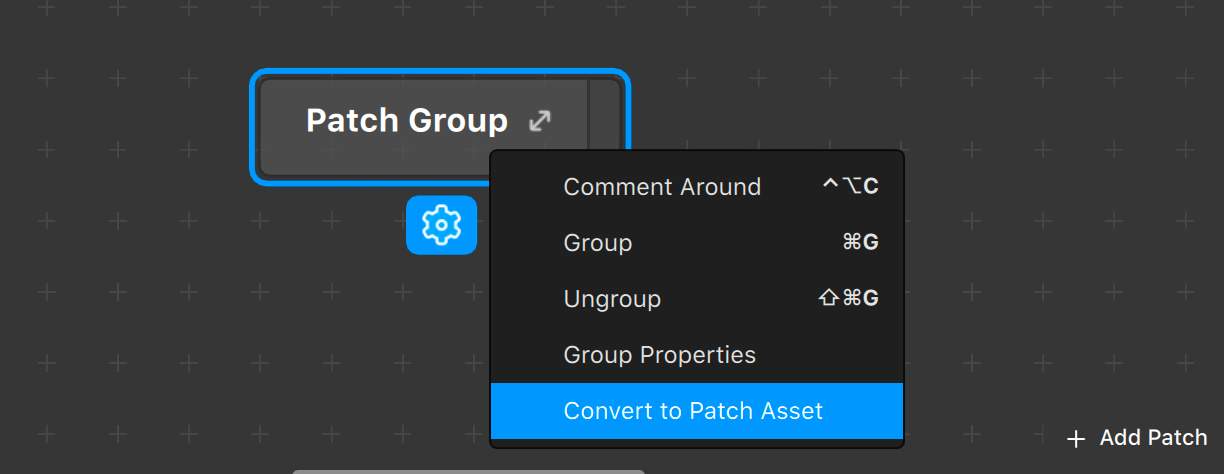 Patch Group
Comment Around ^⌥C
Group ⌘G
Ungroup ⇧⌘G
Group Properties
Convert to Patch Asset
+ Add Patch